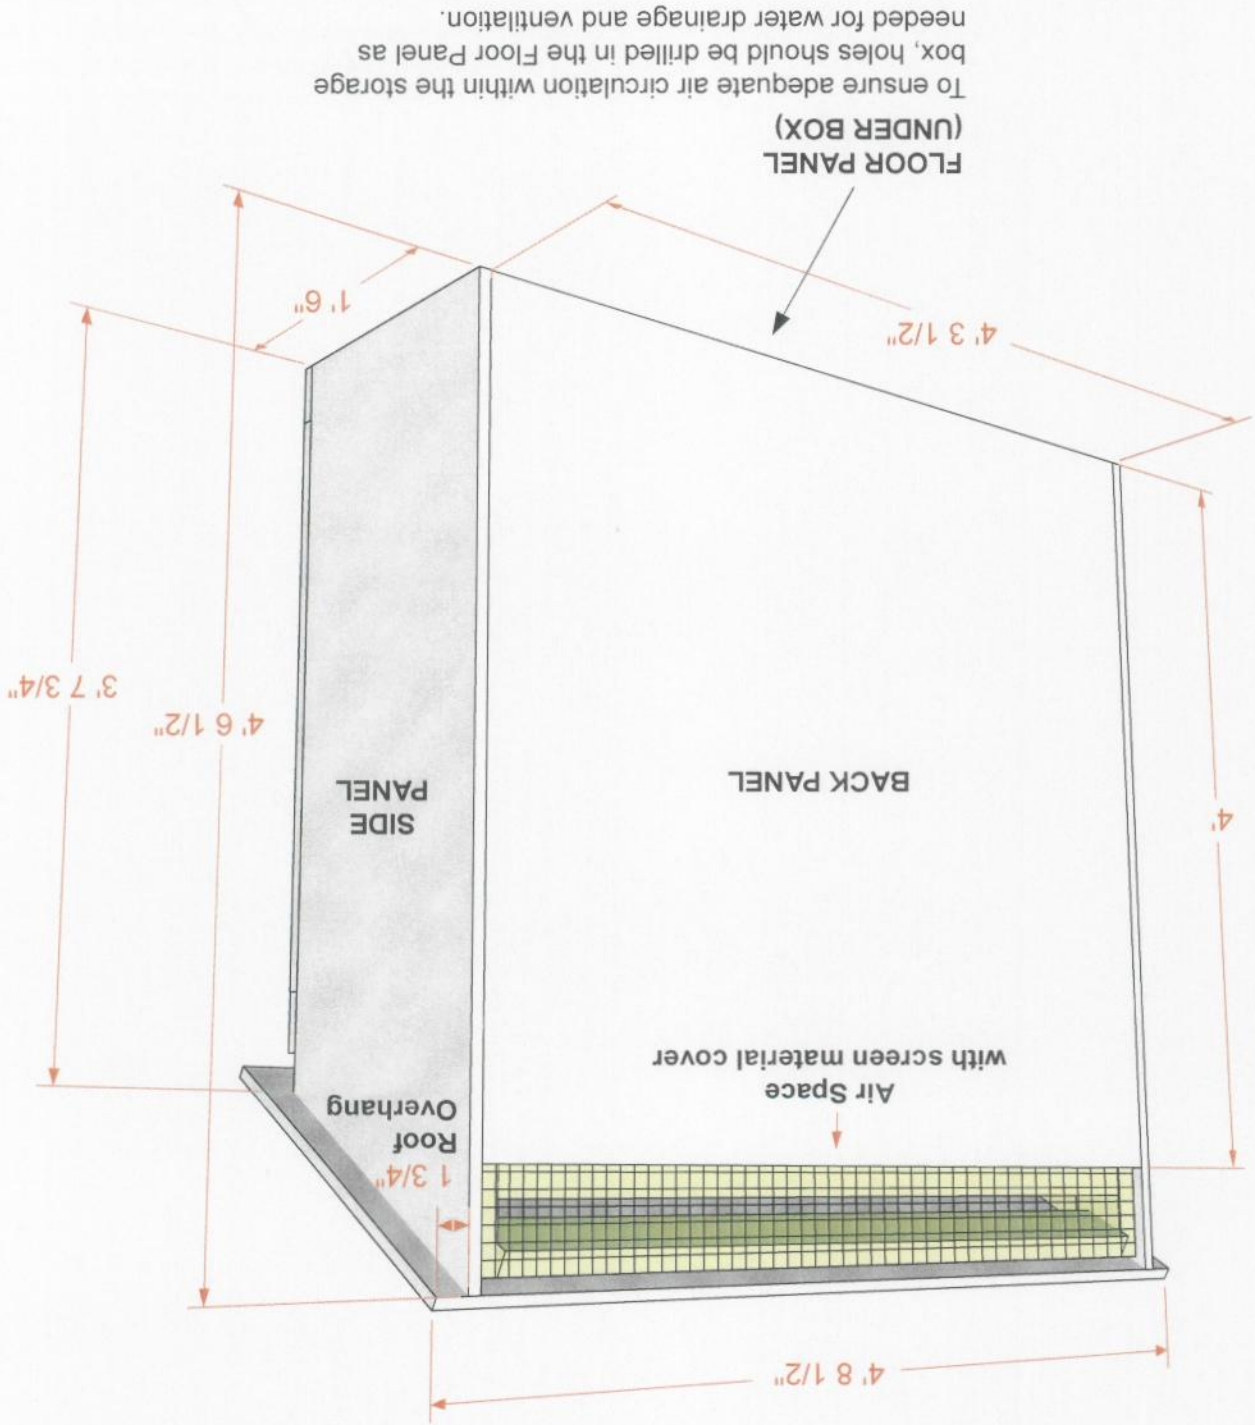 4' 8 1/2"
1 3/4"
Roof
Overhang
Air Space
with screen material cover
4'
BACK PANEL
SIDE
PANEL
4' 6 1/2"
3' 7 3/4"
4' 3 1/2"
1' 6"
FLOOR PANEL
(UNDER BOX)
To ensure adequate air circulation within the storage
box, holes should be drilled in the Floor Panel as
needed for water drainage and ventilation.